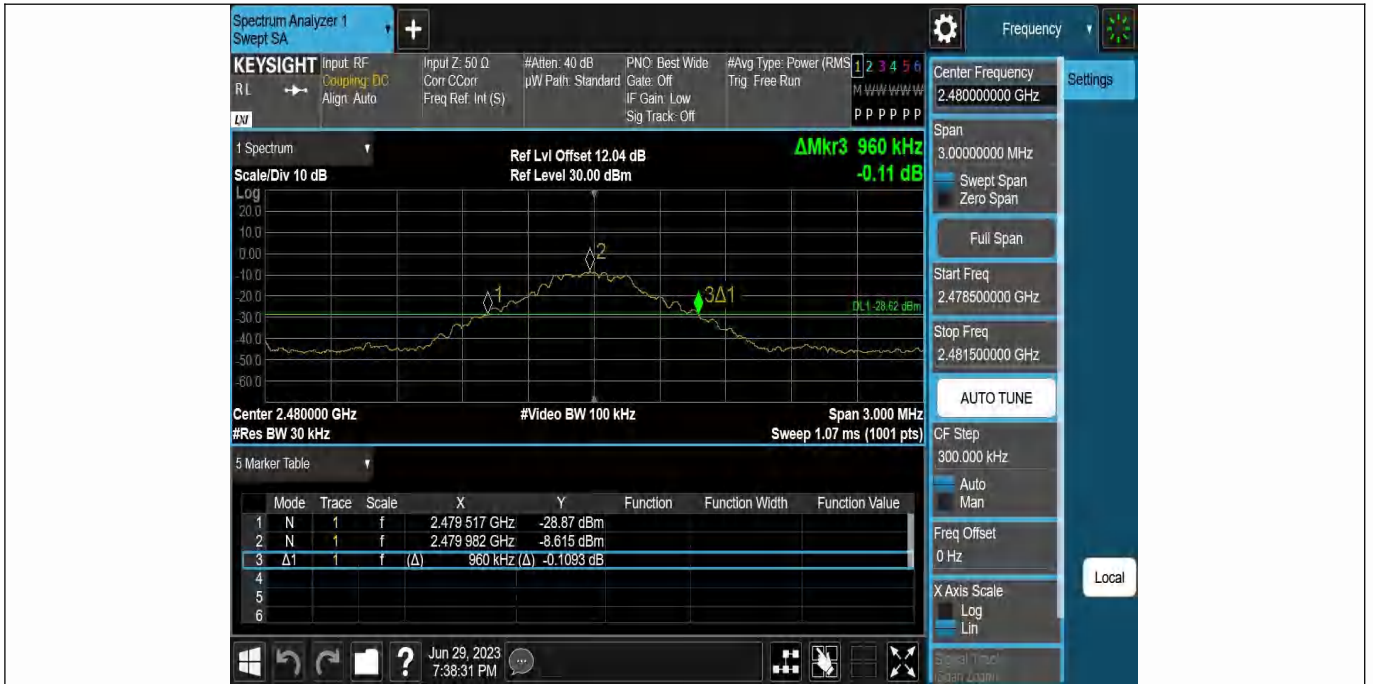 Spectrum Analyzer 1
Swept SA
+
Frequency
KEYSIGHT
RL
LXI
Input: RF
Coupling: DC
Align: Auto
Input Z: 50 Ω
Corr CCorr
Freq Ref: Int (S)
#Atten: 40 dB
µW Path: Standard
PNO: Best Wide
Gate: Off
IF Gain: Low
Sig Track: Off
#Avg Type: Power (RMS
Trig: Free Run
1 2 3 4 5 6
M W W W W W
P P P P P P
Center Frequency
2.480000000 GHz
Settings
Span
3.00000000 MHz
Swept Span
Zero Span
Full Span
Start Freq
2.478500000 GHz
Stop Freq
2.481500000 GHz
AUTO TUNE
CF Step
300.000 kHz
Auto
Man
Freq Offset
0 Hz
X Axis Scale
Log
Lin
Signal Track
(Span Zoom)
Local
1 Spectrum
Scale/Div 10 dB
Ref Lvl Offset 12.04 dB
Ref Level 30.00 dBm
ΔMkr3 960 kHz
-0.11 dB
Log
20.0
10.0
0.00
-10.0
-20.0
-30.0
-40.0
-50.0
-60.0
1
2
3Δ1
DL1 -28.62 dBm
Center 2.480000 GHz
#Video BW 100 kHz
Span 3.000 MHz
#Res BW 30 kHz
Sweep 1.07 ms (1001 pts)
5 Marker Table
Mode Trace Scale X Y Function Function Width Function Value
1 N 1 f 2.479 517 GHz -28.87 dBm
2 N 1 f 2.479 982 GHz -8.615 dBm
3 Δ1 1 f (Δ) 960 kHz (Δ) -0.1093 dB
4
5
6
?
Jun 29, 2023
7:38:31 PM